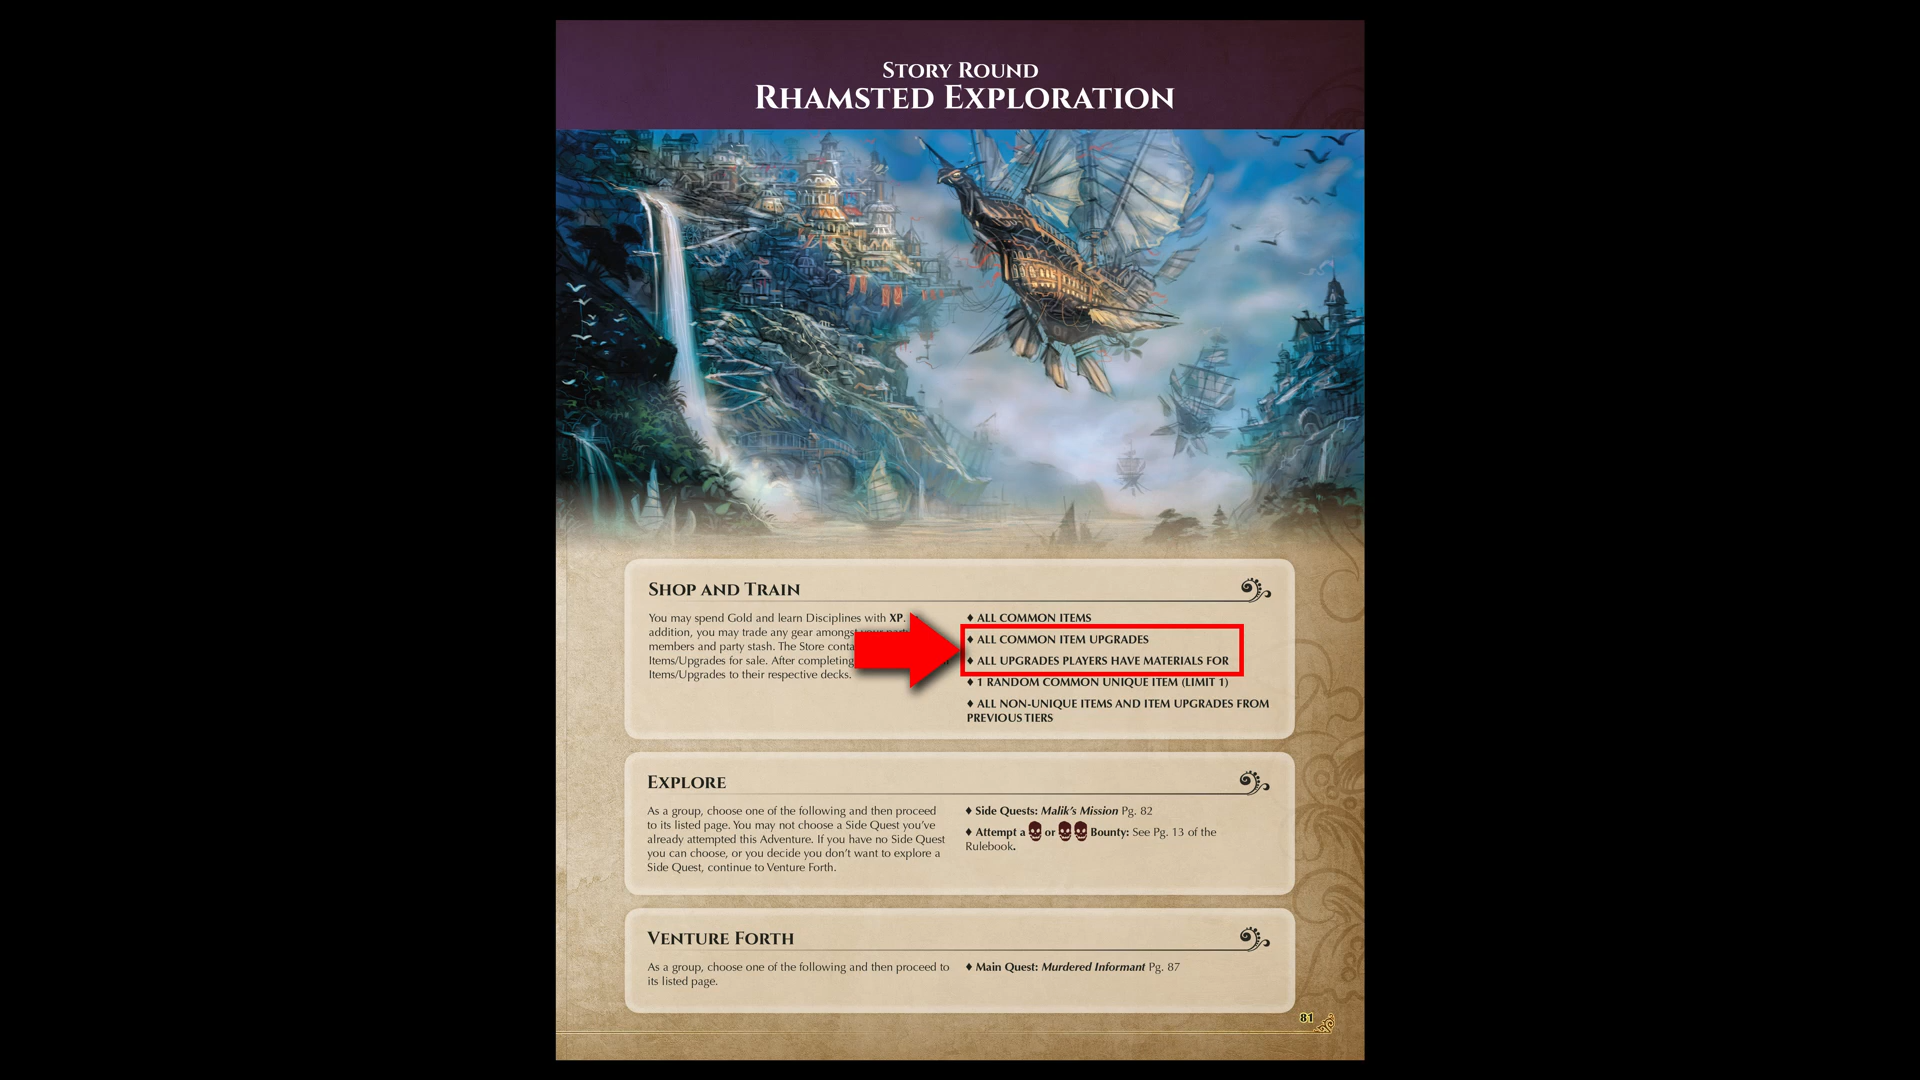 Story Round
Rhamsted Exploration
Shop and Train
You may spend Gold and learn Disciplines with XP.
addition, you may trade any gear amongst
members and party stash. The Store
Items/Upgrades for sale. After completing
Items/Upgrades to their respective decks.
♦ ALL COMMON ITEMS
♦ ALL COMMON ITEM UPGRADES
♦ ALL UPGRADES PLAYERS HAVE MATERIALS FOR
♦ 1 RANDOM COMMON UNIQUE ITEM (LIMIT 1)
♦ ALL NON-UNIQUE ITEMS AND ITEM UPGRADES FROM
PREVIOUS TIERS
Explore
As a group, choose one of the following and then proceed
to its listed page. You may not choose a Side Quest you've
already attempted this Adventure. If you have no Side Quest
you can choose, or you decide you don't want to explore a
Side Quest, continue to Venture Forth.
♦ Side Quests: Malik's Mission Pg. 82
♦ Attempt a or Bounty: See Pg. 13 of the
Rulebook.
Venture Forth
As a group, choose one of the following and then proceed to
its listed page.
♦ Main Quest: Murdered Informant Pg. 87
81